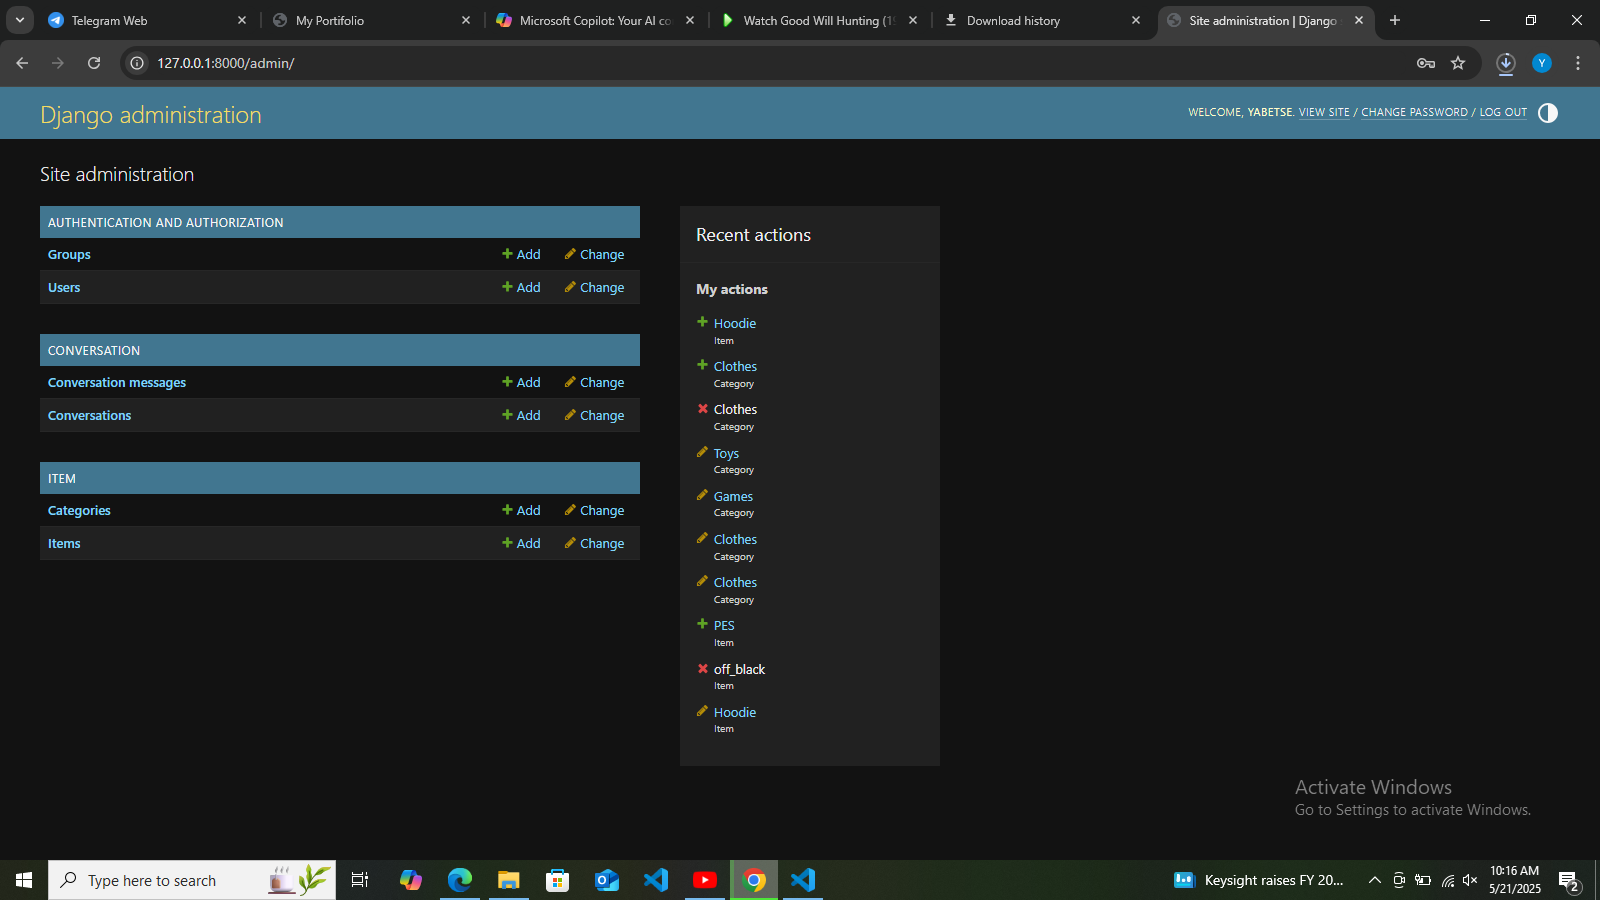 Telegram Web
My Portifolio
Microsoft Copilot: Your AI co
Watch Good Will Hunting (19
Download history
Site administration | Django
127.0.0.1:8000/admin/
Y
Django administration
WELCOME, YABETSE. VIEW SITE / CHANGE PASSWORD / LOG OUT
Site administration
AUTHENTICATION AND AUTHORIZATION
Groups Add Change
Users Add Change
CONVERSATION
Conversation messages Add Change
Conversations Add Change
ITEM
Categories Add Change
Items Add Change
Recent actions
My actions
Hoodie
Item
Clothes
Category
Clothes
Category
Toys
Category
Games
Category
Clothes
Category
Clothes
Category
PES
Item
off_black
Item
Hoodie
Item
Activate Windows
Go to Settings to activate Windows.
Type here to search
Keysight raises FY 20...
10:16 AM
5/21/2025
2